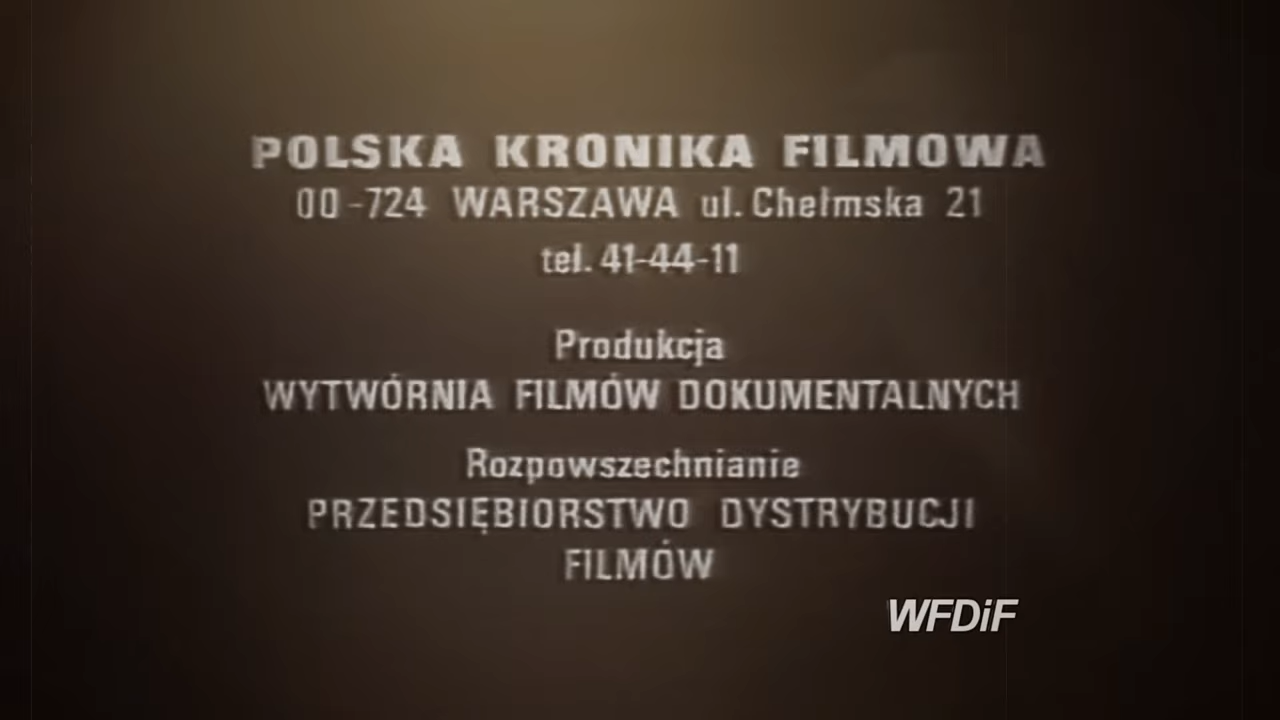 POLSKA KRONIKA FILMOWA
00-724 WARSZAWA ul. Chełmska 21
tel. 41-44-11
Produkcja
WYTWÓRNIA FILMÓW DOKUMENTALNYCH
Rozpowszechnianie
PRZEDSIĘBIORSTWO DYSTRYBUCJI
FILMÓW
WFDiF